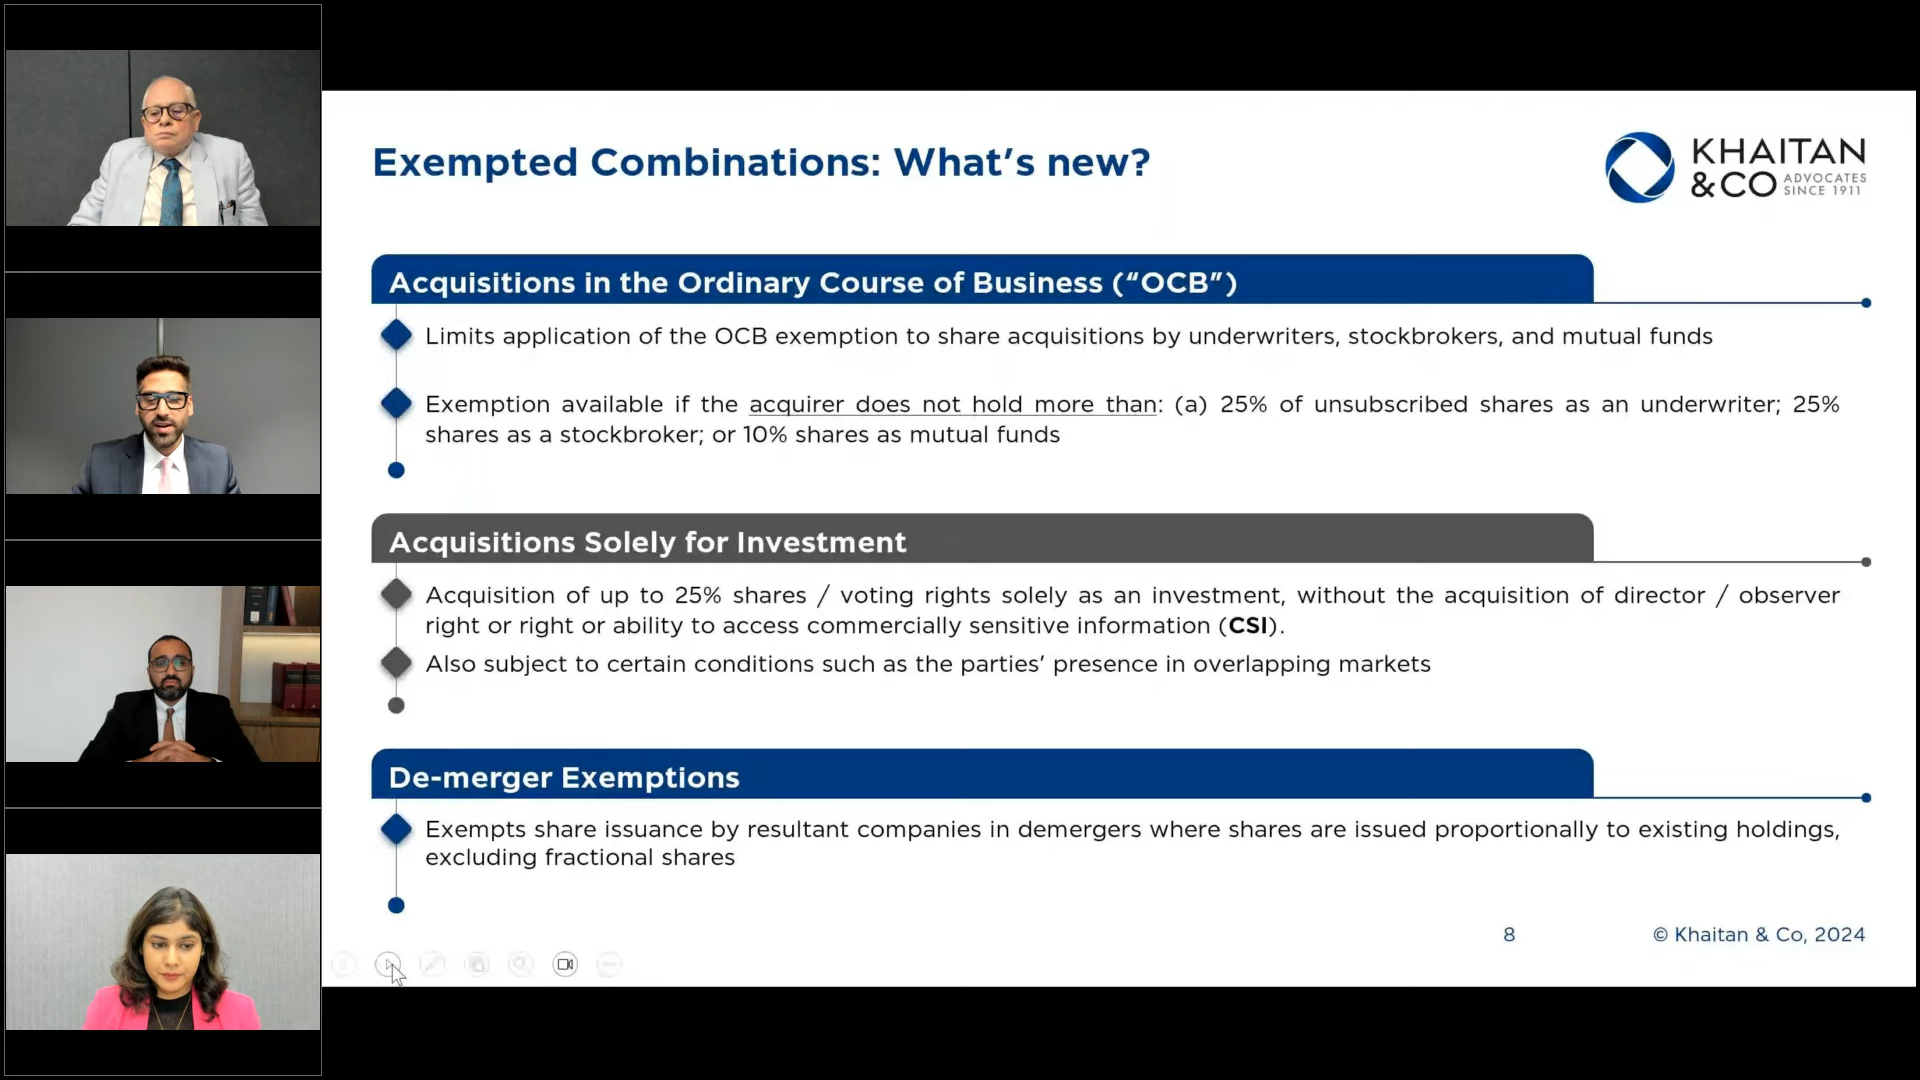 Exempted Combinations: What's new?
KHAITAN
&CO ADVOCATES
SINCE 1911
Acquisitions in the Ordinary Course of Business (“OCB”)
Limits application of the OCB exemption to share acquisitions by underwriters, stockbrokers, and mutual funds
Exemption available if the acquirer does not hold more than: (a) 25% of unsubscribed shares as an underwriter; 25%
shares as a stockbroker; or 10% shares as mutual funds
Acquisitions Solely for Investment
Acquisition of up to 25% shares / voting rights solely as an investment, without the acquisition of director / observer
right or right or ability to access commercially sensitive information (CSI).
Also subject to certain conditions such as the parties’ presence in overlapping markets
De-merger Exemptions
Exempts share issuance by resultant companies in demergers where shares are issued proportionally to existing holdings,
excluding fractional shares
8
© Khaitan & Co, 2024